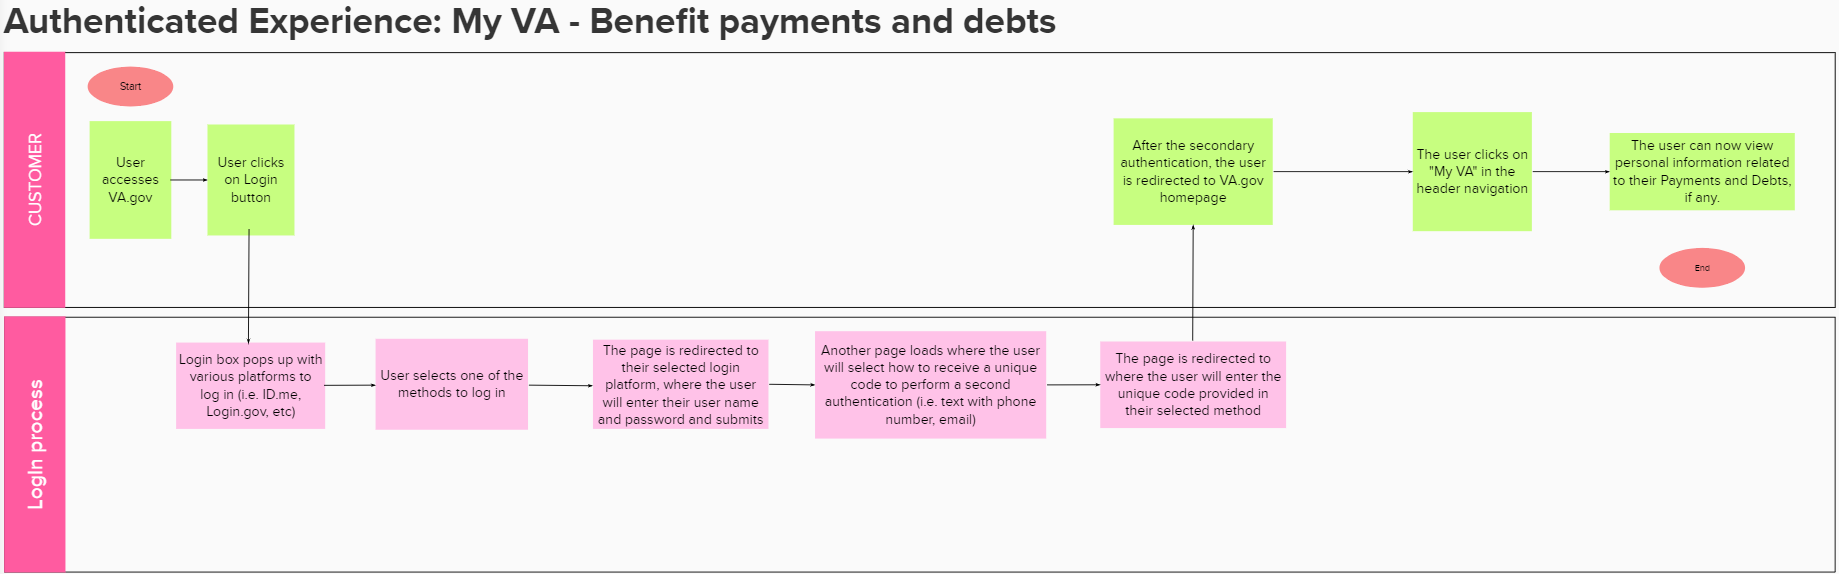 Authenticated Experience: My VA - Benefit payments and debts
CUSTOMER
Start
User
accesses
VA.gov
User clicks
on Login
button
After the secondary
authentication, the user
is redirected to VA.gov
homepage
The user clicks on
"My VA" in the
header navigation
The user can now view
personal information related
to their Payments and Debts,
if any.
End
LogIn process
Login box pops up with
various platforms to
log in (i.e. ID.me,
Login.gov, etc)
User selects one of the
methods to log in
The page is redirected to
their selected login
platform, where the user
will enter their user name
and password and submits
Another page loads where the user
will select how to receive a unique
code to perform a second
authentication (i.e. text with phone
number, email)
The page is redirected to
where the user will enter the
unique code provided in
their selected method